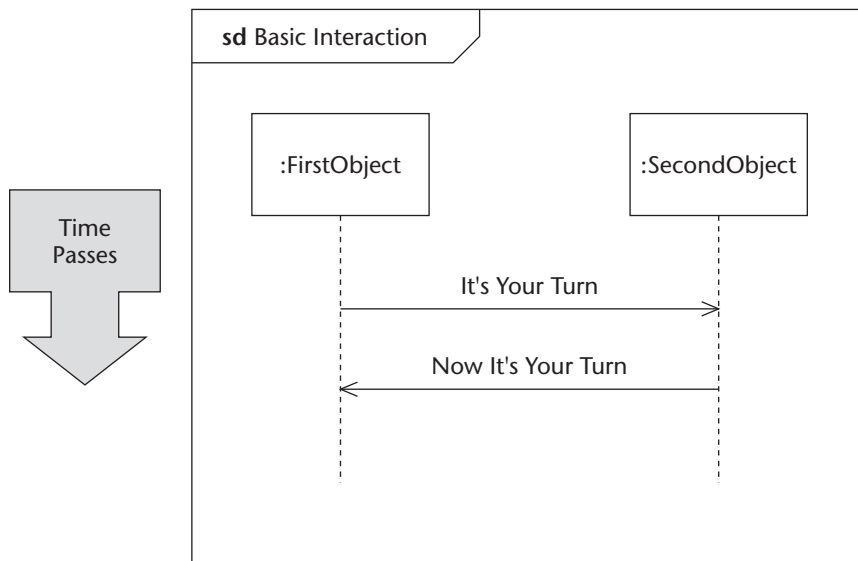 sd Basic Interaction
:FirstObject
:SecondObject
Time
Passes
It's Your Turn
Now It's Your Turn